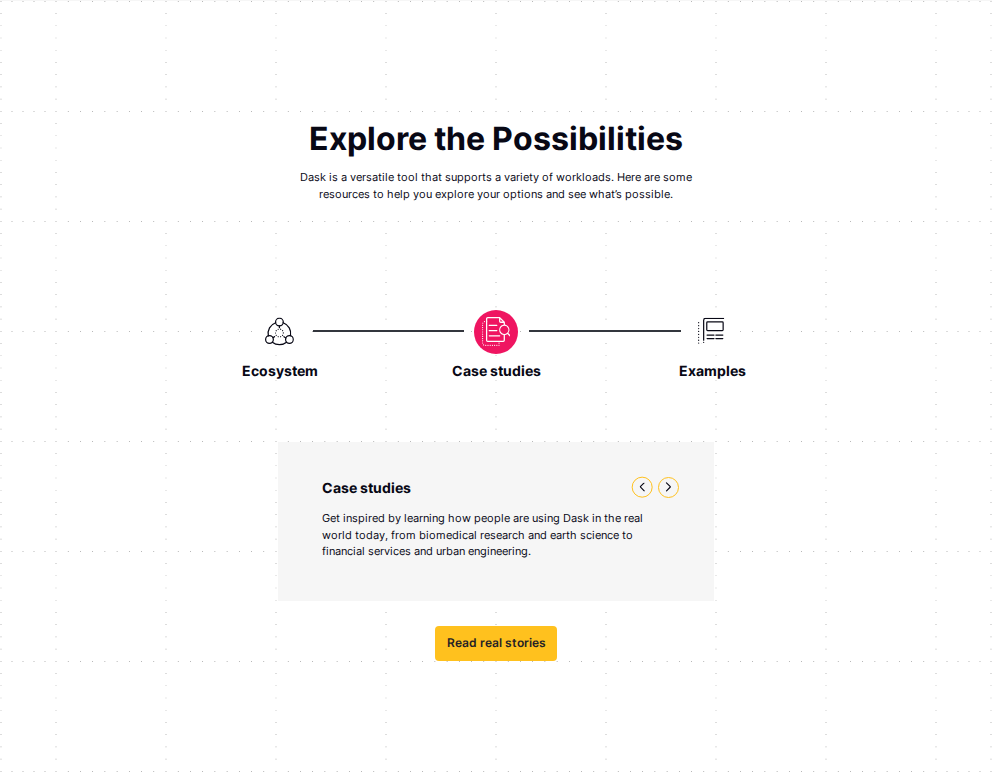 Explore the Possibilities
Dask is a versatile tool that supports a variety of workloads. Here are some
resources to help you explore your options and see what's possible.
Ecosystem
Case studies
Examples
Case studies
Get inspired by learning how people are using Dask in the real
world today, from biomedical research and earth science to
financial services and urban engineering.
Read real stories